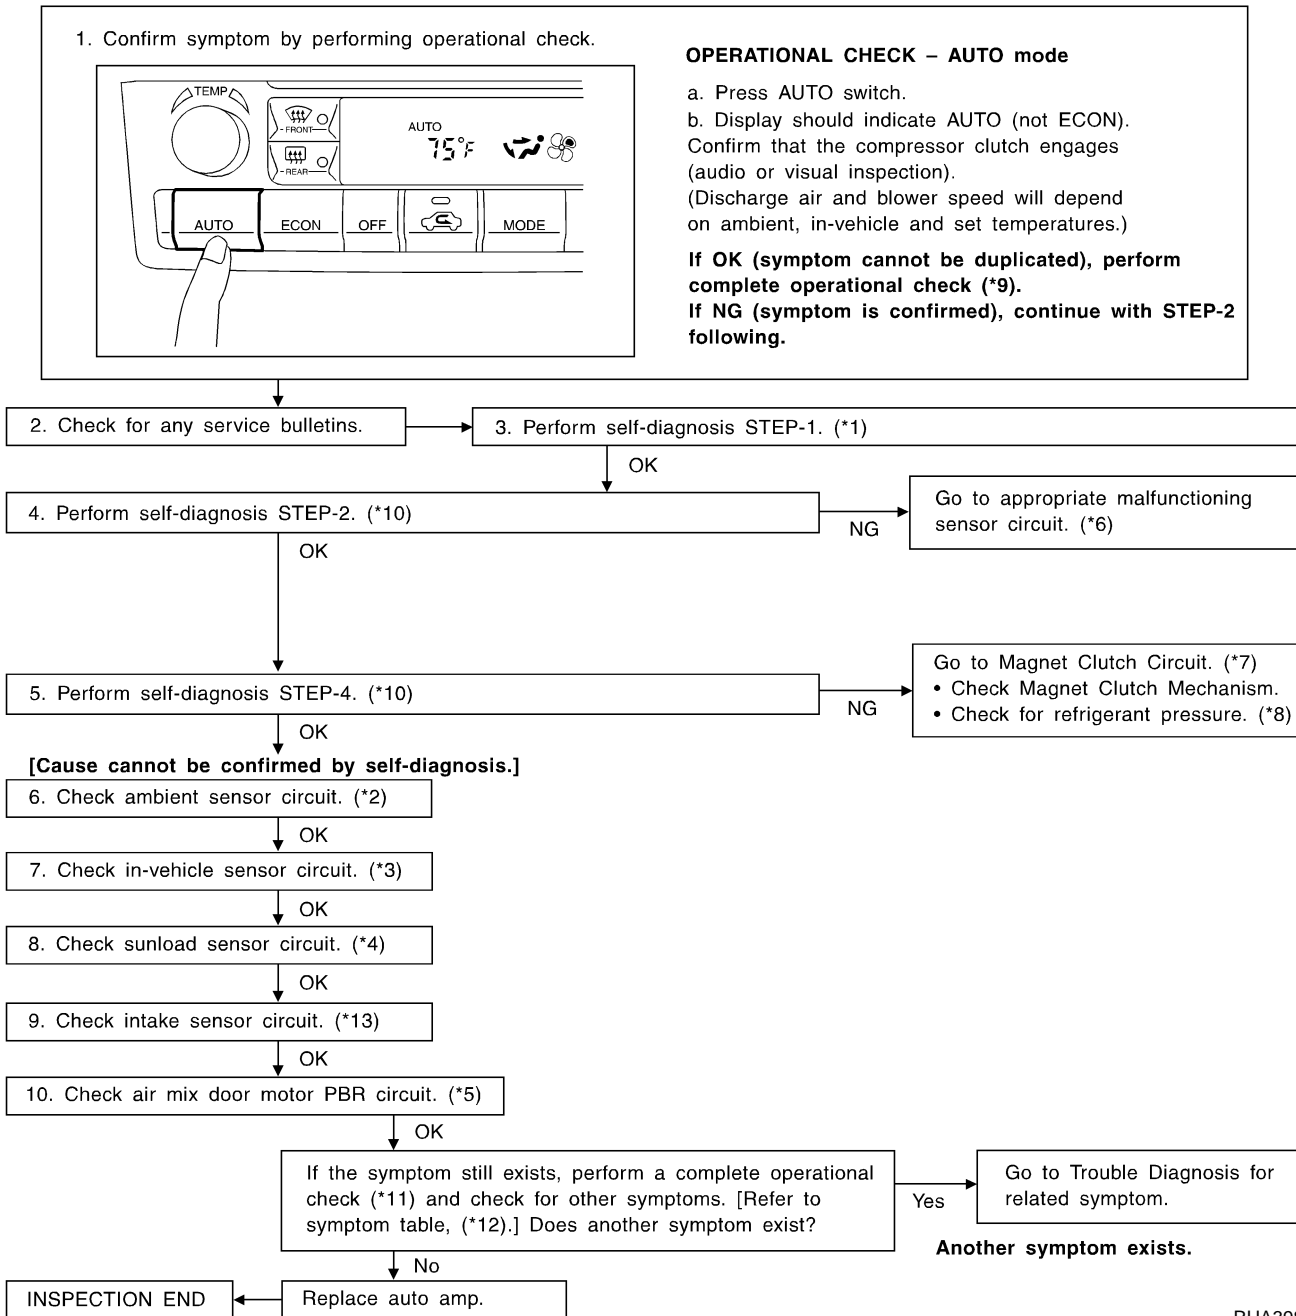 1. Confirm symptom by performing operational check.
TEMP
FRONT
REAR
AUTO
75°F
AUTO
ECON
OFF
MODE
OPERATIONAL CHECK – AUTO mode
a. Press AUTO switch.
b. Display should indicate AUTO (not ECON).
Confirm that the compressor clutch engages
(audio or visual inspection).
(Discharge air and blower speed will depend
on ambient, in-vehicle and set temperatures.)
If OK (symptom cannot be duplicated), perform
complete operational check (*9).
If NG (symptom is confirmed), continue with STEP-2
following.
2. Check for any service bulletins.
3. Perform self-diagnosis STEP-1. (*1)
OK
4. Perform self-diagnosis STEP-2. (*10)
NG
Go to appropriate malfunctioning
sensor circuit. (*6)
OK
5. Perform self-diagnosis STEP-4. (*10)
NG
Go to Magnet Clutch Circuit. (*7)
• Check Magnet Clutch Mechanism.
• Check for refrigerant pressure. (*8)
OK
[Cause cannot be confirmed by self-diagnosis.]
6. Check ambient sensor circuit. (*2)
OK
7. Check in-vehicle sensor circuit. (*3)
OK
8. Check sunload sensor circuit. (*4)
OK
9. Check intake sensor circuit. (*13)
OK
10. Check air mix door motor PBR circuit. (*5)
OK
If the symptom still exists, perform a complete operational
check (*11) and check for other symptoms. [Refer to
symptom table, (*12).] Does another symptom exist?
Yes
Go to Trouble Diagnosis for
related symptom.
Another symptom exists.
No
Replace auto amp.
INSPECTION END